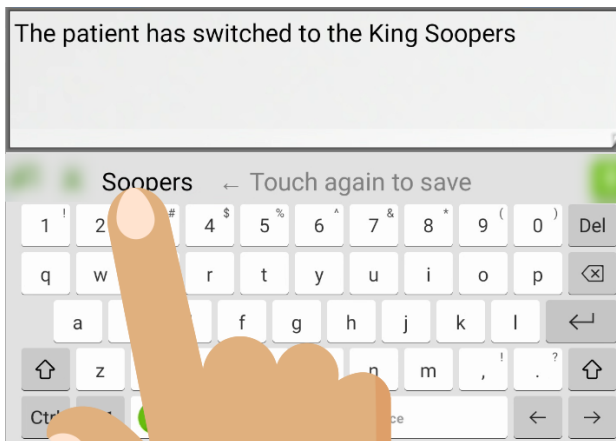 The patient has switched to the King Soopers
Soopers ← Touch again to save
1 ! 2 # 4 $ 5 % 6 ^ 7 & 8 * 9 ( 0 ) Del
q w r t y u i o p
a f g h j k l
z n m , ! . ?
← →